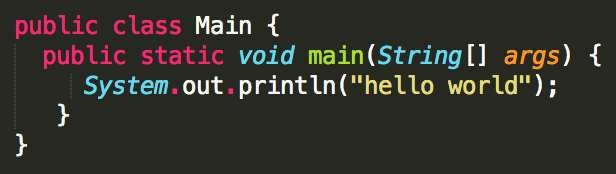 public class Main {
  public static void main(String[] args) {
     System.out.println("hello world");
   }
}